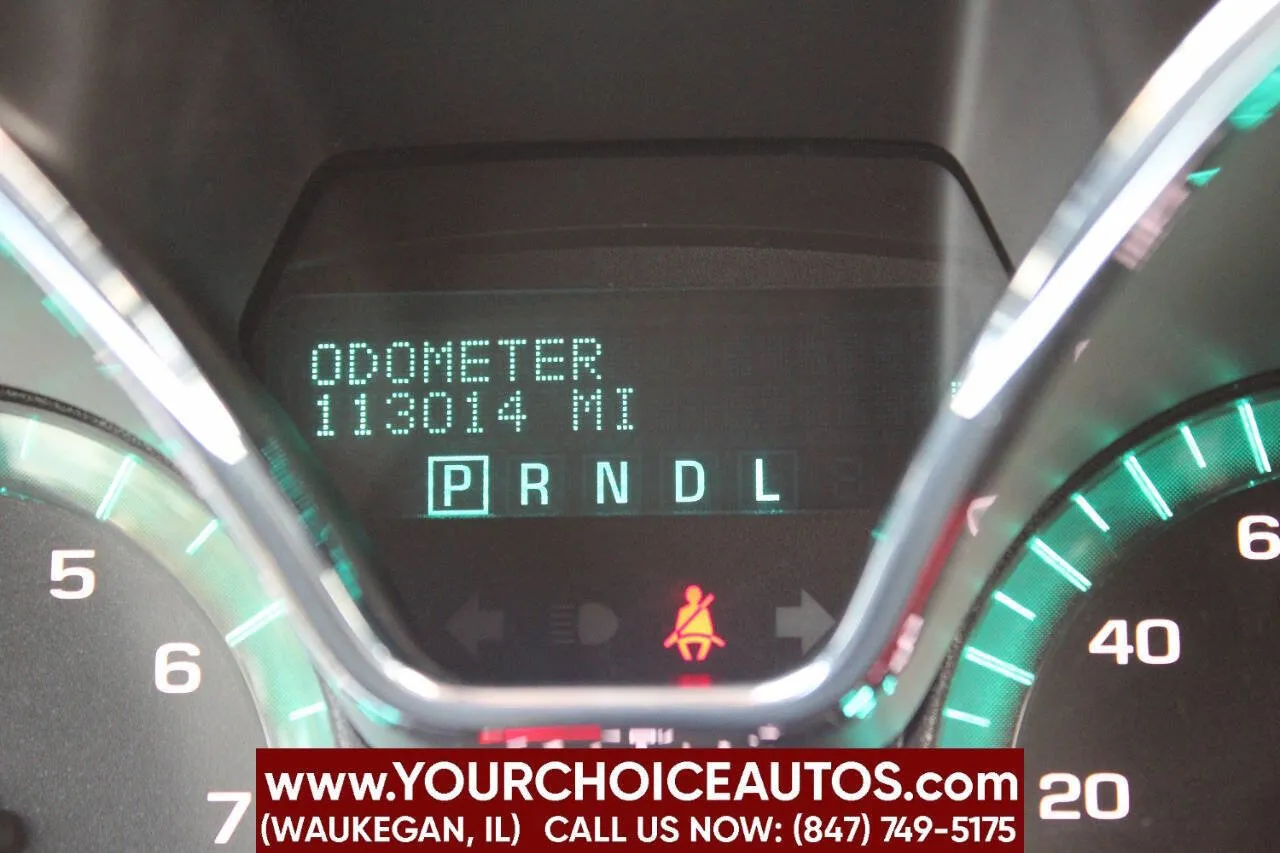 ODOMETER
113014 MI
P R N D L
5
6
7
6
40
20
www.YOURCHOICEAUTOS.com
(WAUKEGAN, IL) CALL US NOW: (847) 749-5175